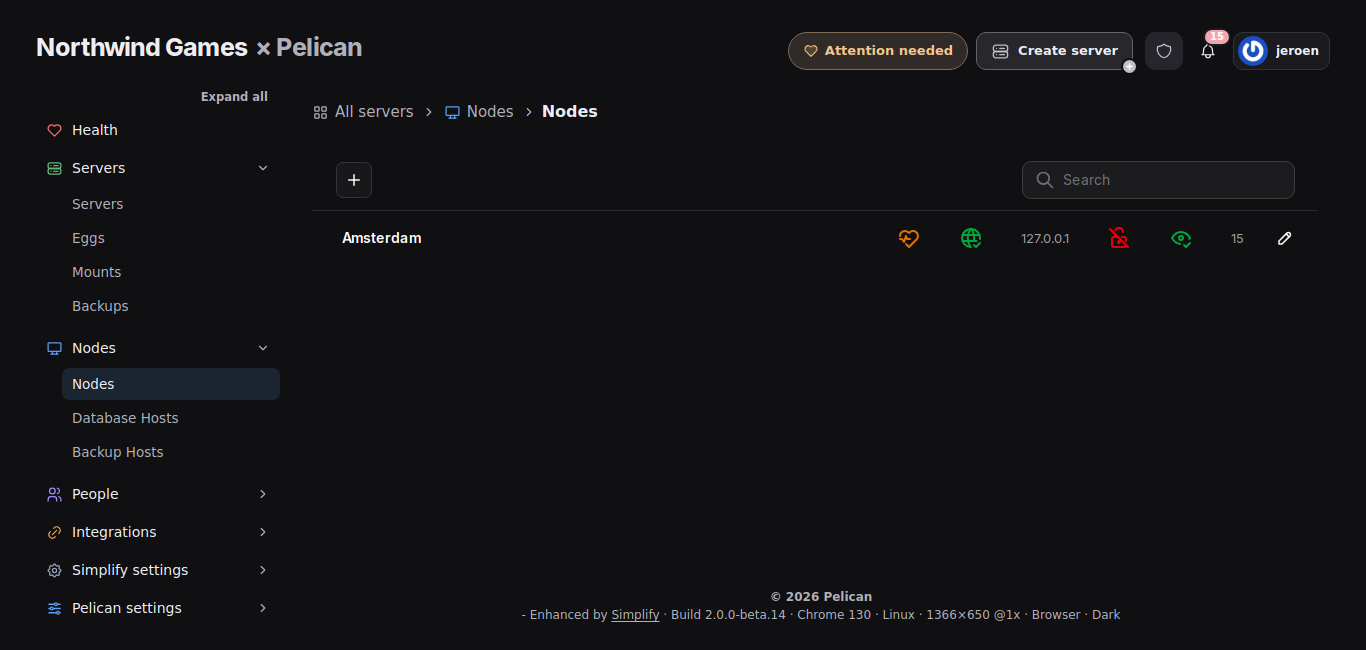 Northwind Games × Pelican
Attention needed
Create server
15
jeroen
Expand all
Health
Servers
Servers
Eggs
Mounts
Backups
Nodes
Nodes
Database Hosts
Backup Hosts
People
Integrations
Simplify settings
Pelican settings
All servers > Nodes > Nodes
Search
Amsterdam 127.0.0.1 15
© 2026 Pelican
- Enhanced by Simplify · Build 2.0.0-beta.14 · Chrome 130 · Linux · 1366×650 @1x · Browser · Dark